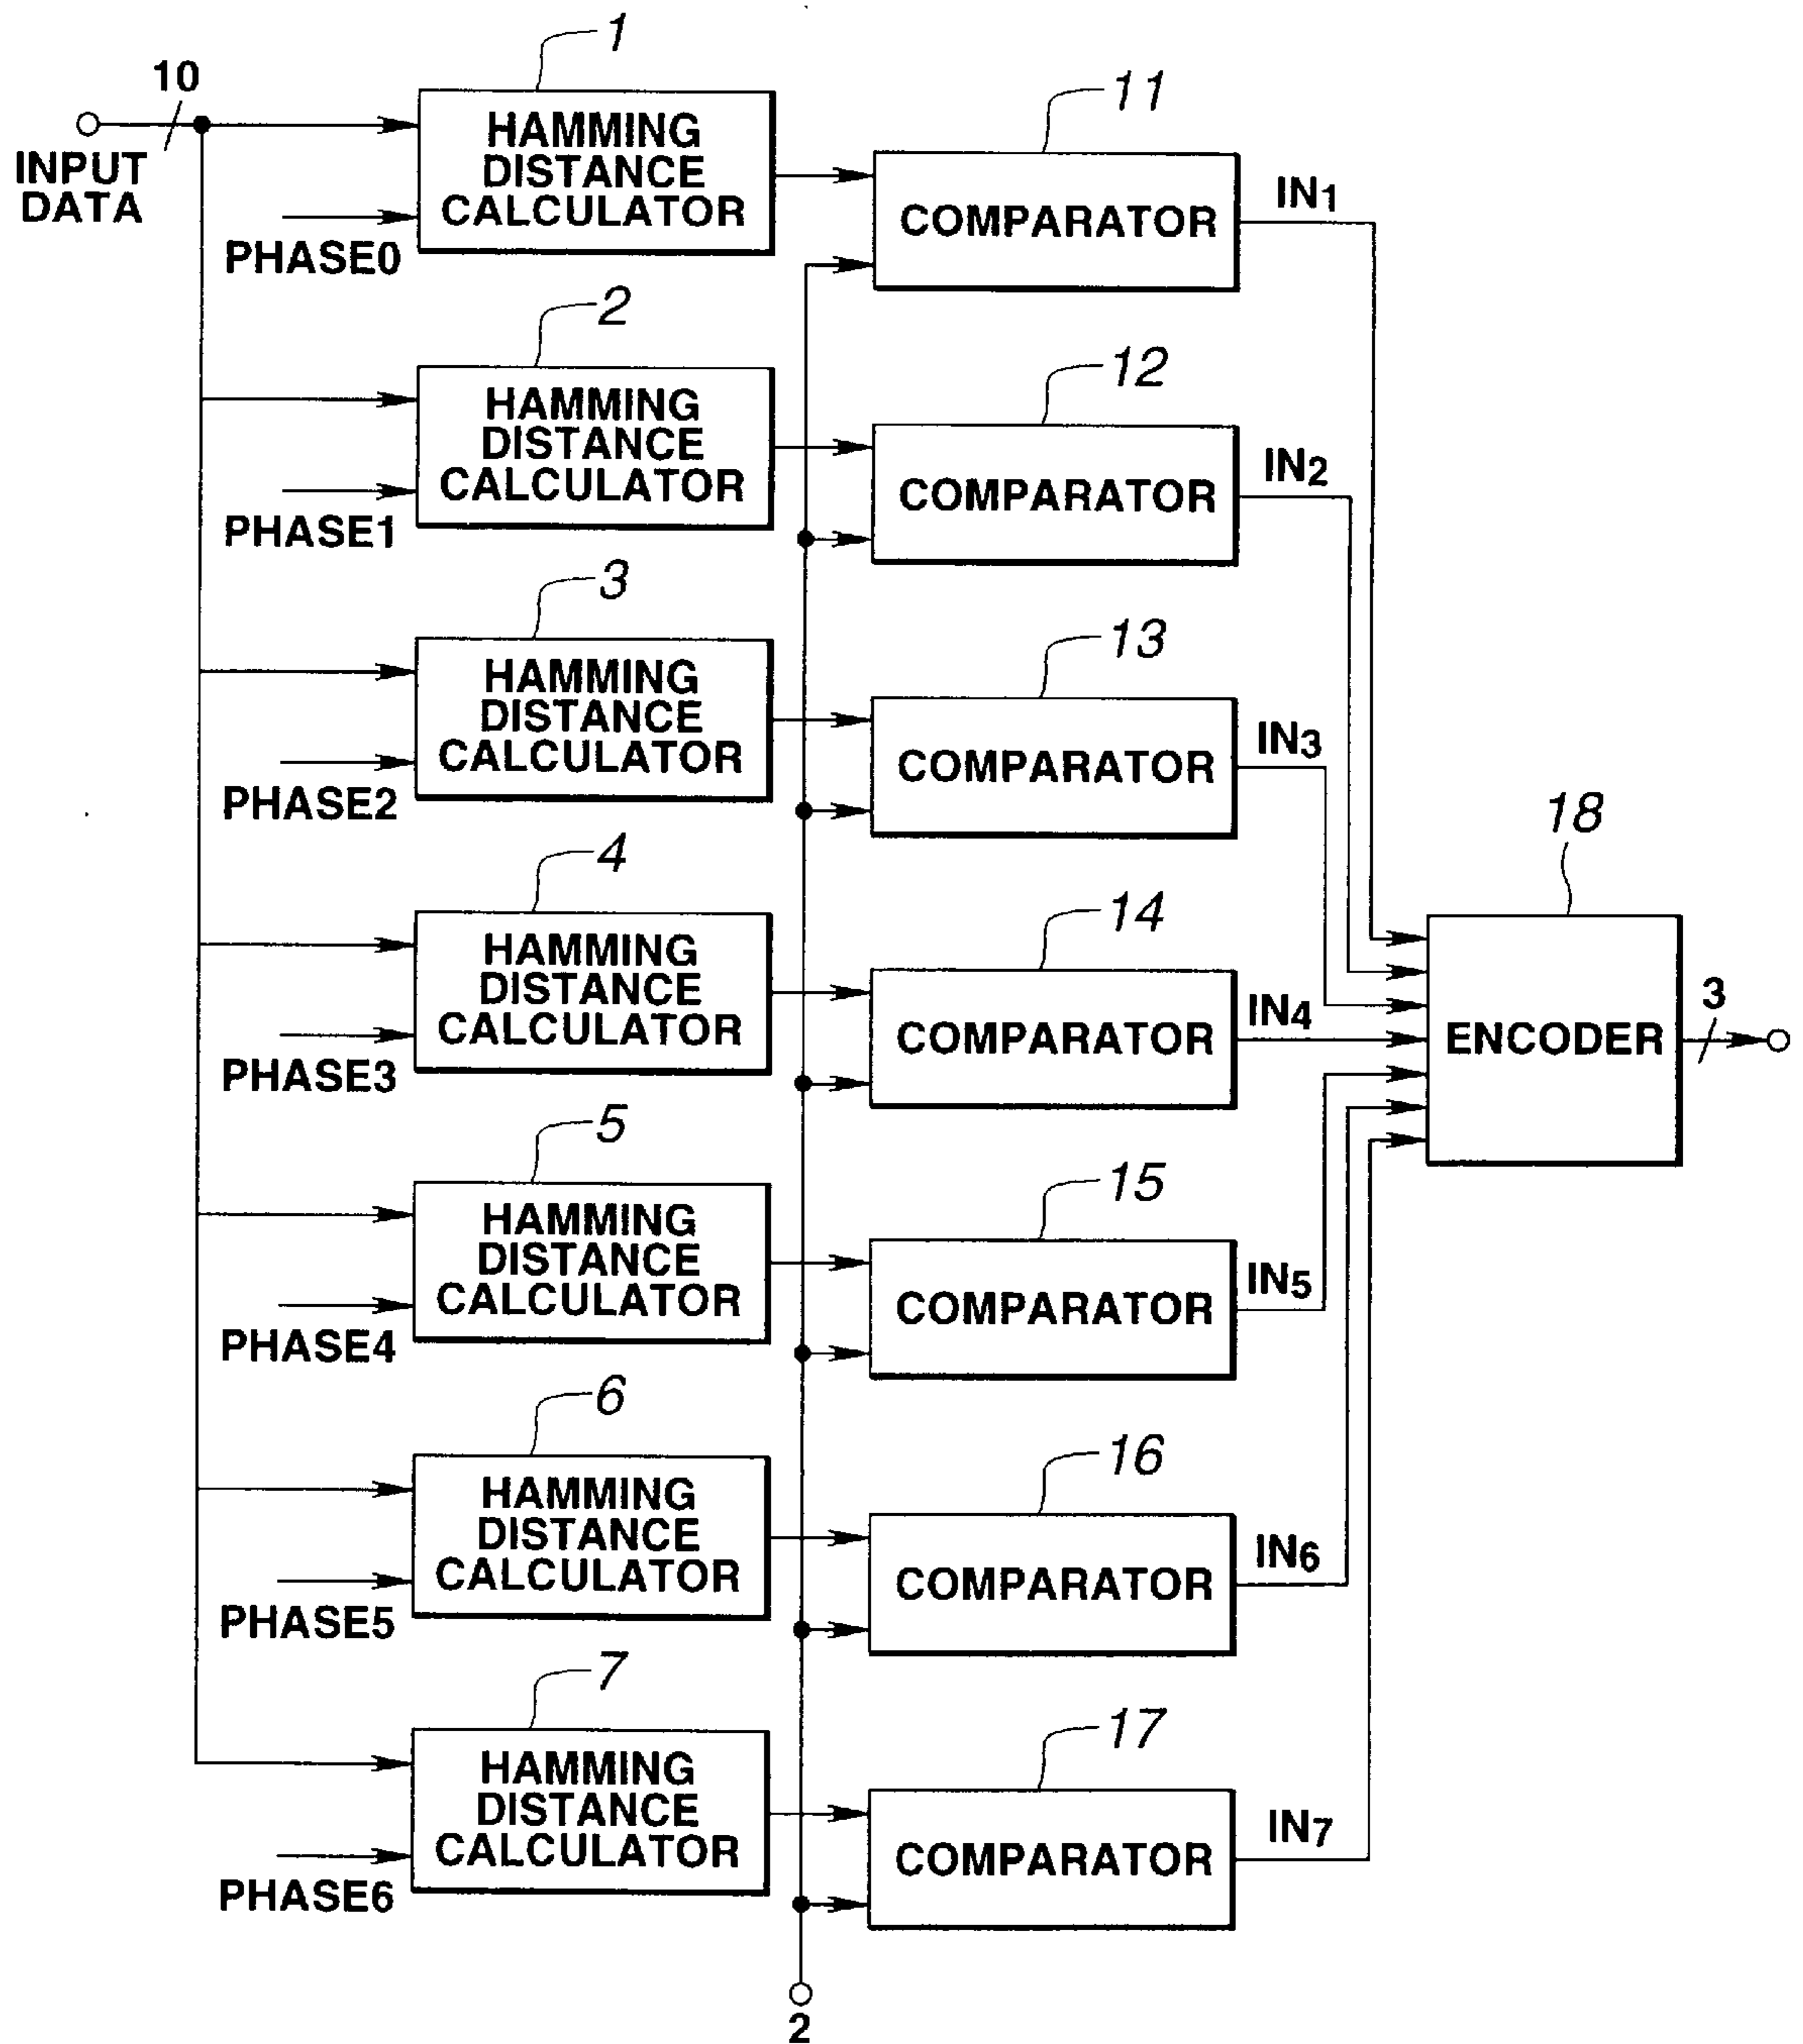 1
10
INPUT
DATA
HAMMING
DISTANCE
CALCULATOR
PHASE0
11
COMPARATOR
IN1
2
HAMMING
DISTANCE
CALCULATOR
PHASE1
12
COMPARATOR
IN2
3
HAMMING
DISTANCE
CALCULATOR
PHASE2
13
COMPARATOR
IN3
4
HAMMING
DISTANCE
CALCULATOR
PHASE3
14
COMPARATOR
IN4
18
ENCODER
3
5
HAMMING
DISTANCE
CALCULATOR
PHASE4
15
COMPARATOR
IN5
6
HAMMING
DISTANCE
CALCULATOR
PHASE5
16
COMPARATOR
IN6
7
HAMMING
DISTANCE
CALCULATOR
PHASE6
17
COMPARATOR
IN7
2